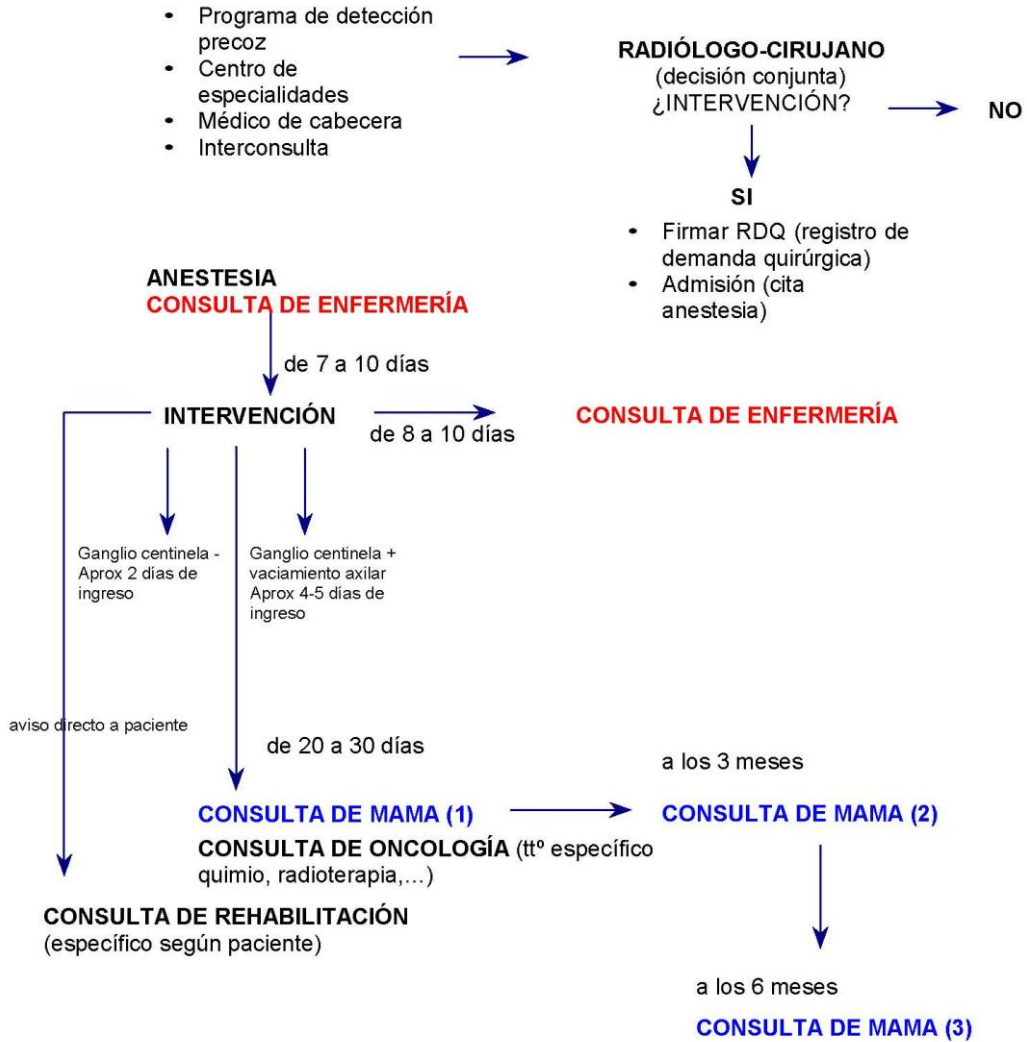 • Programa de detección
precoz
• Centro de
especialidades
• Médico de cabecera
• Interconsulta
RADIÓLOGO-CIRUJANO
(decisión conjunta)
¿INTERVENCIÓN?
NO
SI
• Firmar RDQ (registro de
demanda quirúrgica)
• Admisión (cita
anestesia)
ANESTESIA
CONSULTA DE ENFERMERÍA
de 7 a 10 días
INTERVENCIÓN
de 8 a 10 días
CONSULTA DE ENFERMERÍA
Ganglio centinela -
Aprox 2 días de
ingreso
Ganglio centinela +
vaciamiento axilar
Aprox 4-5 días de
ingreso
aviso directo a paciente
de 20 a 30 días
CONSULTA DE MAMA (1)
CONSULTA DE ONCOLOGÍA (ttº específico
quimio, radioterapia,...)
a los 3 meses
CONSULTA DE MAMA (2)
CONSULTA DE REHABILITACIÓN
(específico según paciente)
a los 6 meses
CONSULTA DE MAMA (3)